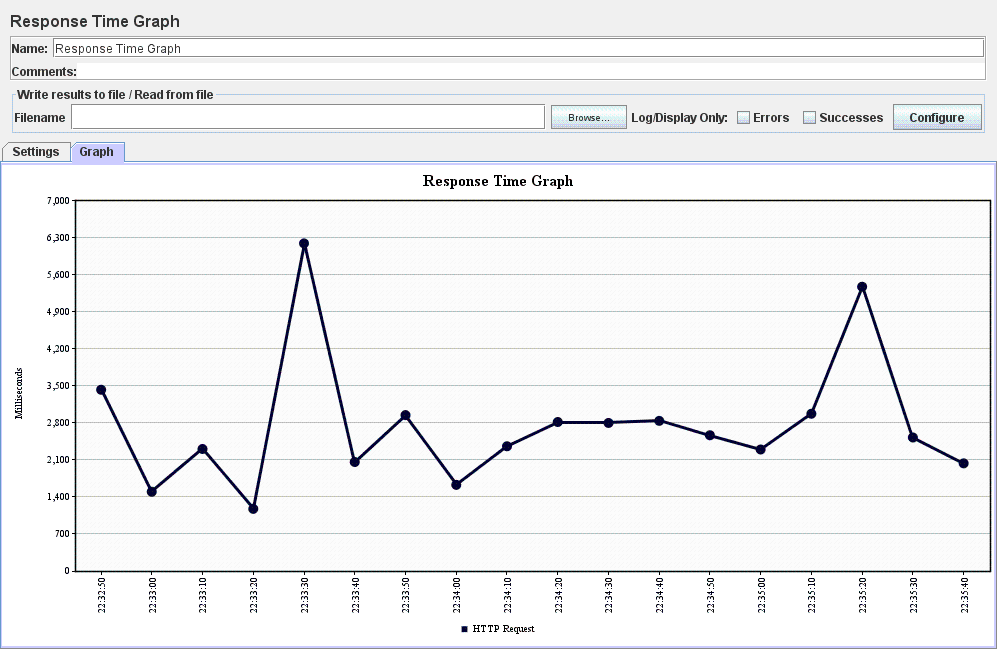 Response Time Graph
Name: Response Time Graph
Comments:
Write results to file / Read from file
Filename Browse... Log/Display Only: Errors Successes Configure
Settings Graph
Response Time Graph
7,000
6,300
5,600
4,900
4,200
3,500
2,800
2,100
1,400
700
0
Milliseconds
22:32:50 22:33:00 22:33:10 22:33:20 22:33:30 22:33:40 22:33:50 22:34:00 22:34:10 22:34:20 22:34:30 22:34:40 22:34:50 22:35:00 22:35:10 22:35:20 22:35:30 22:35:40
HTTP Request